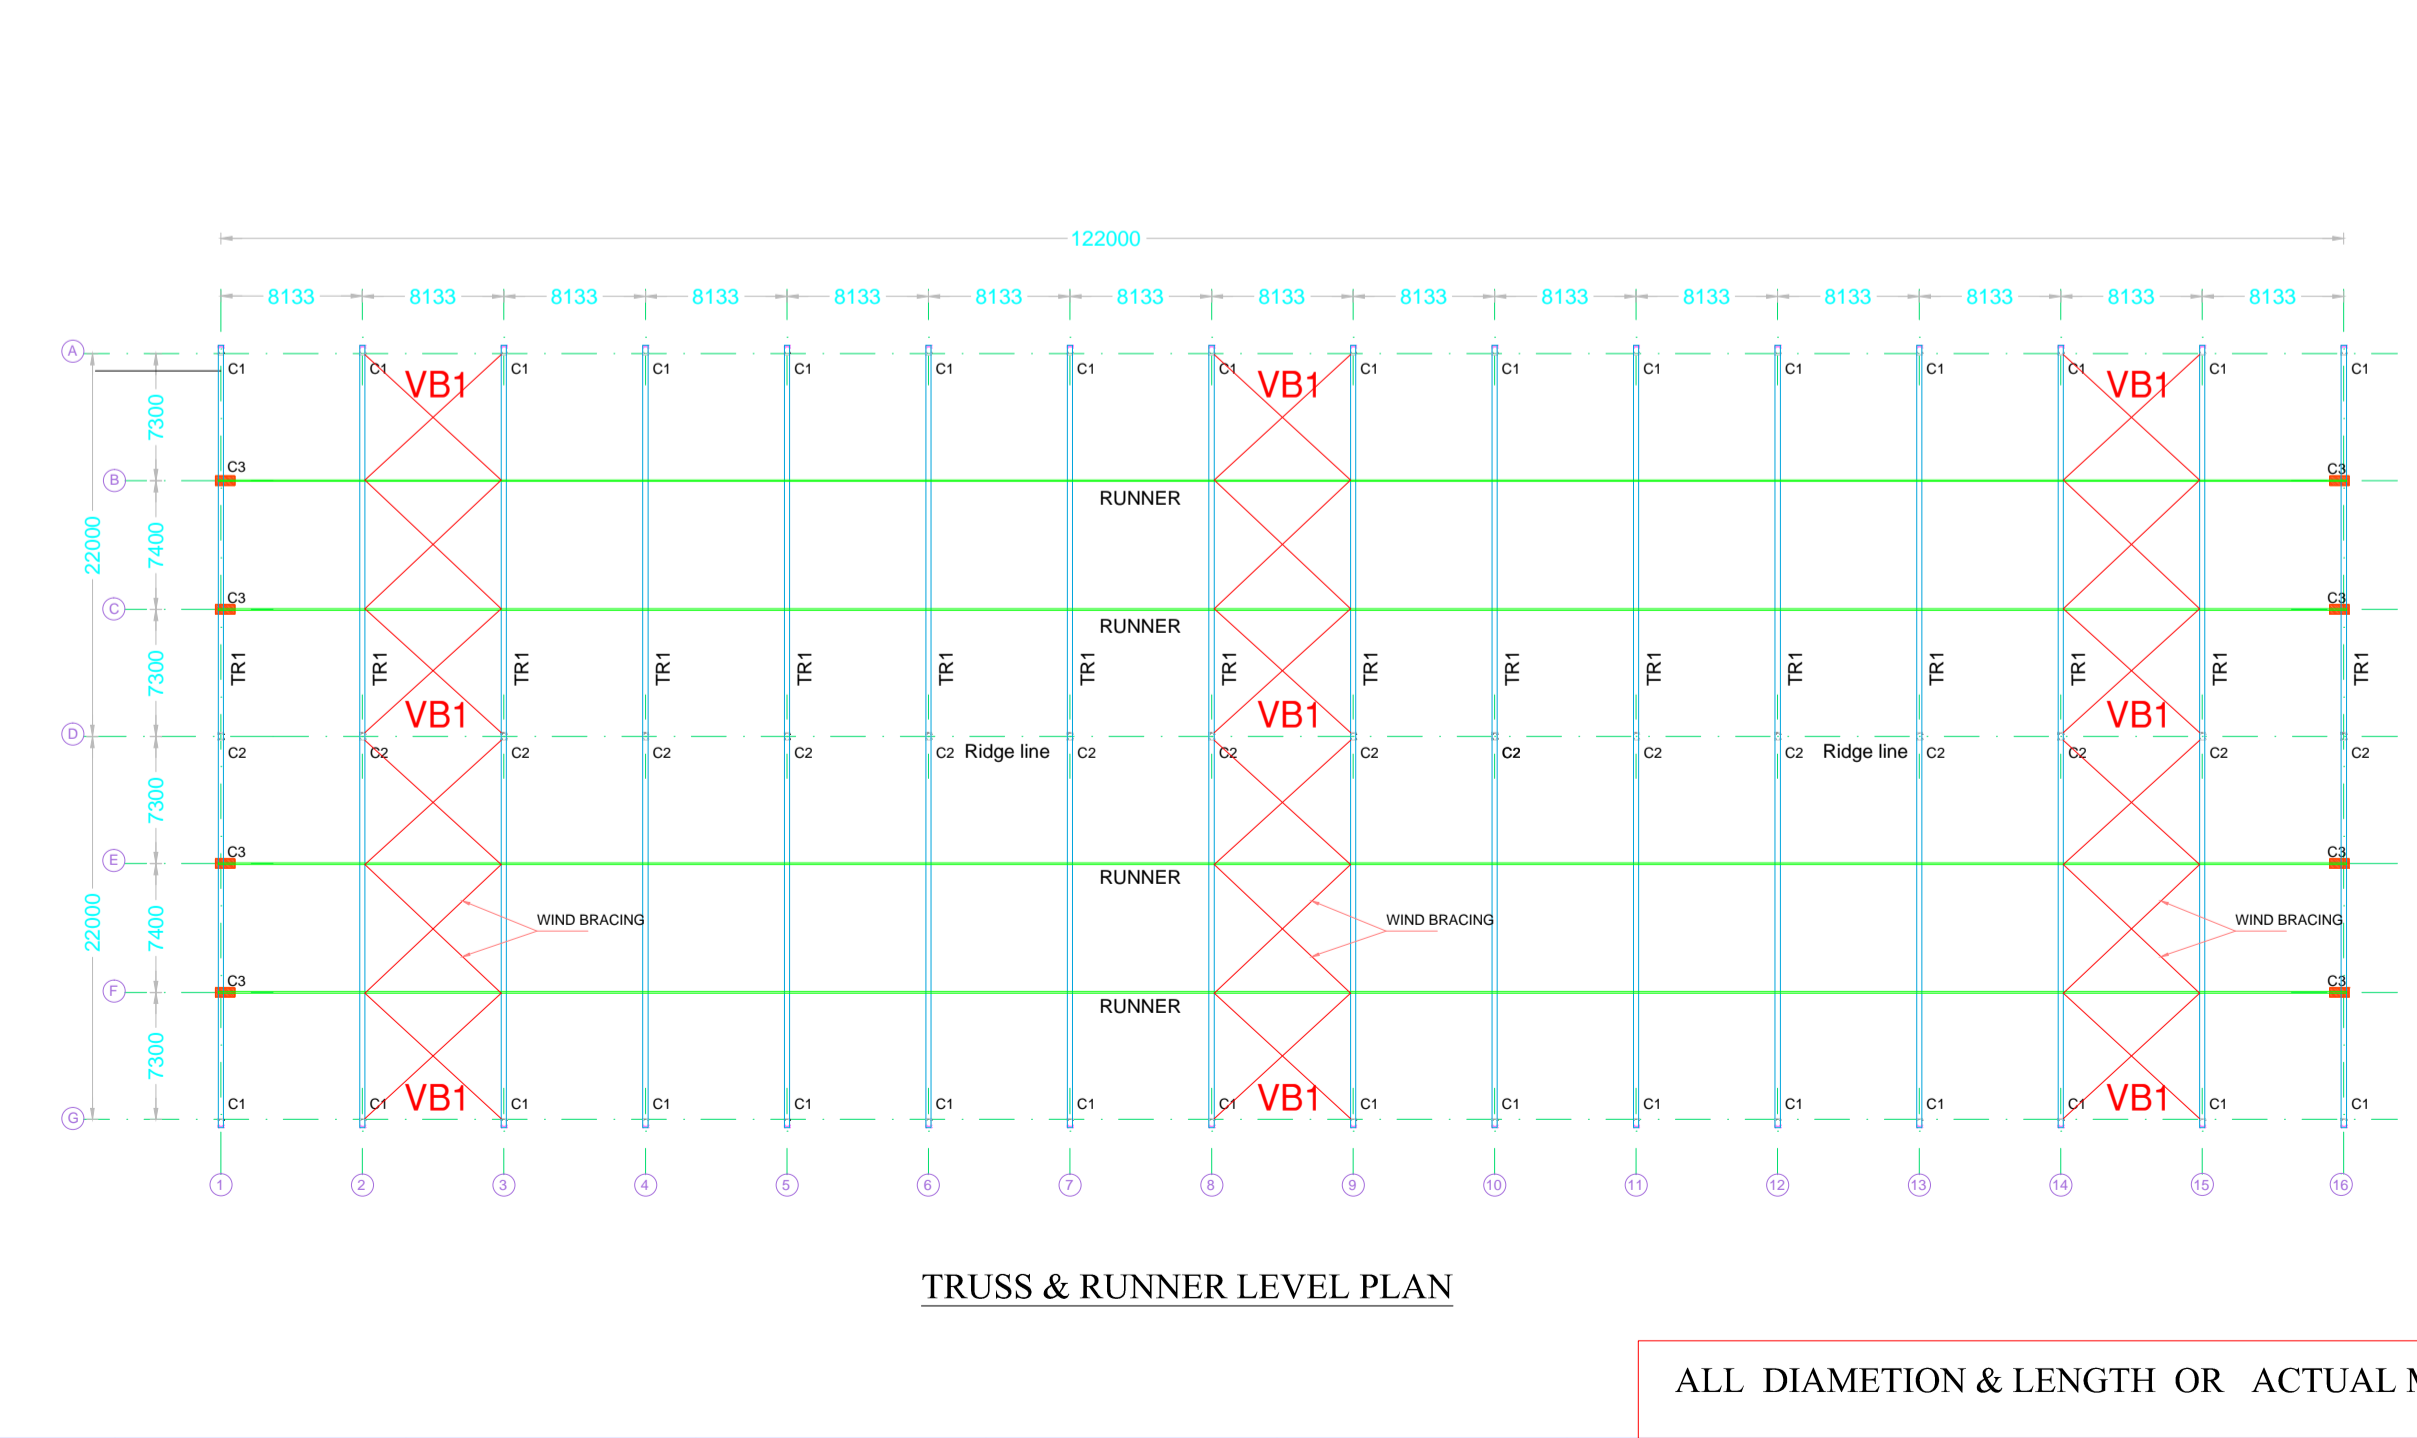 122000
8133 8133 8133 8133 8133 8133 8133 8133 8133 8133 8133 8133 8133 8133 8133
A
C1 C1 C1 C1 C1 C1 C1 C1 C1 C1 C1 C1 C1 C1 C1 C1
VB1 VB1 VB1
7300
C3 C3
B
RUNNER
22000
7400
C3 C3
C
RUNNER
7300
TR1 TR1 TR1 TR1 TR1 TR1 TR1 TR1 TR1 TR1 TR1 TR1 TR1 TR1 TR1 TR1
VB1 VB1 VB1
D
C2 C2 C2 C2 C2 C2 Ridge line C2 C2 C2 C2 C2 C2 Ridge line C2 C2 C2 C2
7300
C3 C3
E
RUNNER
22000
7400
WIND BRACING WIND BRACING WIND BRACING
C3 C3
F
RUNNER
7300
VB1 VB1 VB1
C1 C1 C1 C1 C1 C1 C1 C1 C1 C1 C1 C1 C1 C1 C1 C1
G
1 2 3 4 5 6 7 8 9 10 11 12 13 14 15 16
TRUSS & RUNNER LEVEL PLAN
ALL DIAMETION & LENGTH OR ACTUAL